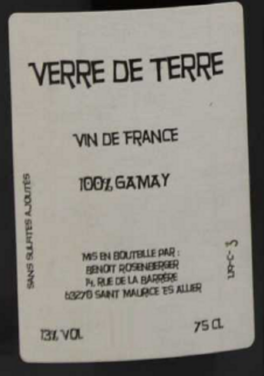 VERRE DE TERRE
VIN DE FRANCE
100% GAMAY
SANS SULFITES AJOUTÉS
MIS EN BOUTEILLE PAR :
BENOIT ROSENBERGER
14, RUE DE LA BARRIÈRE
63270 SAINT MAURICE ES ALLIER
13% VOL
75 CL